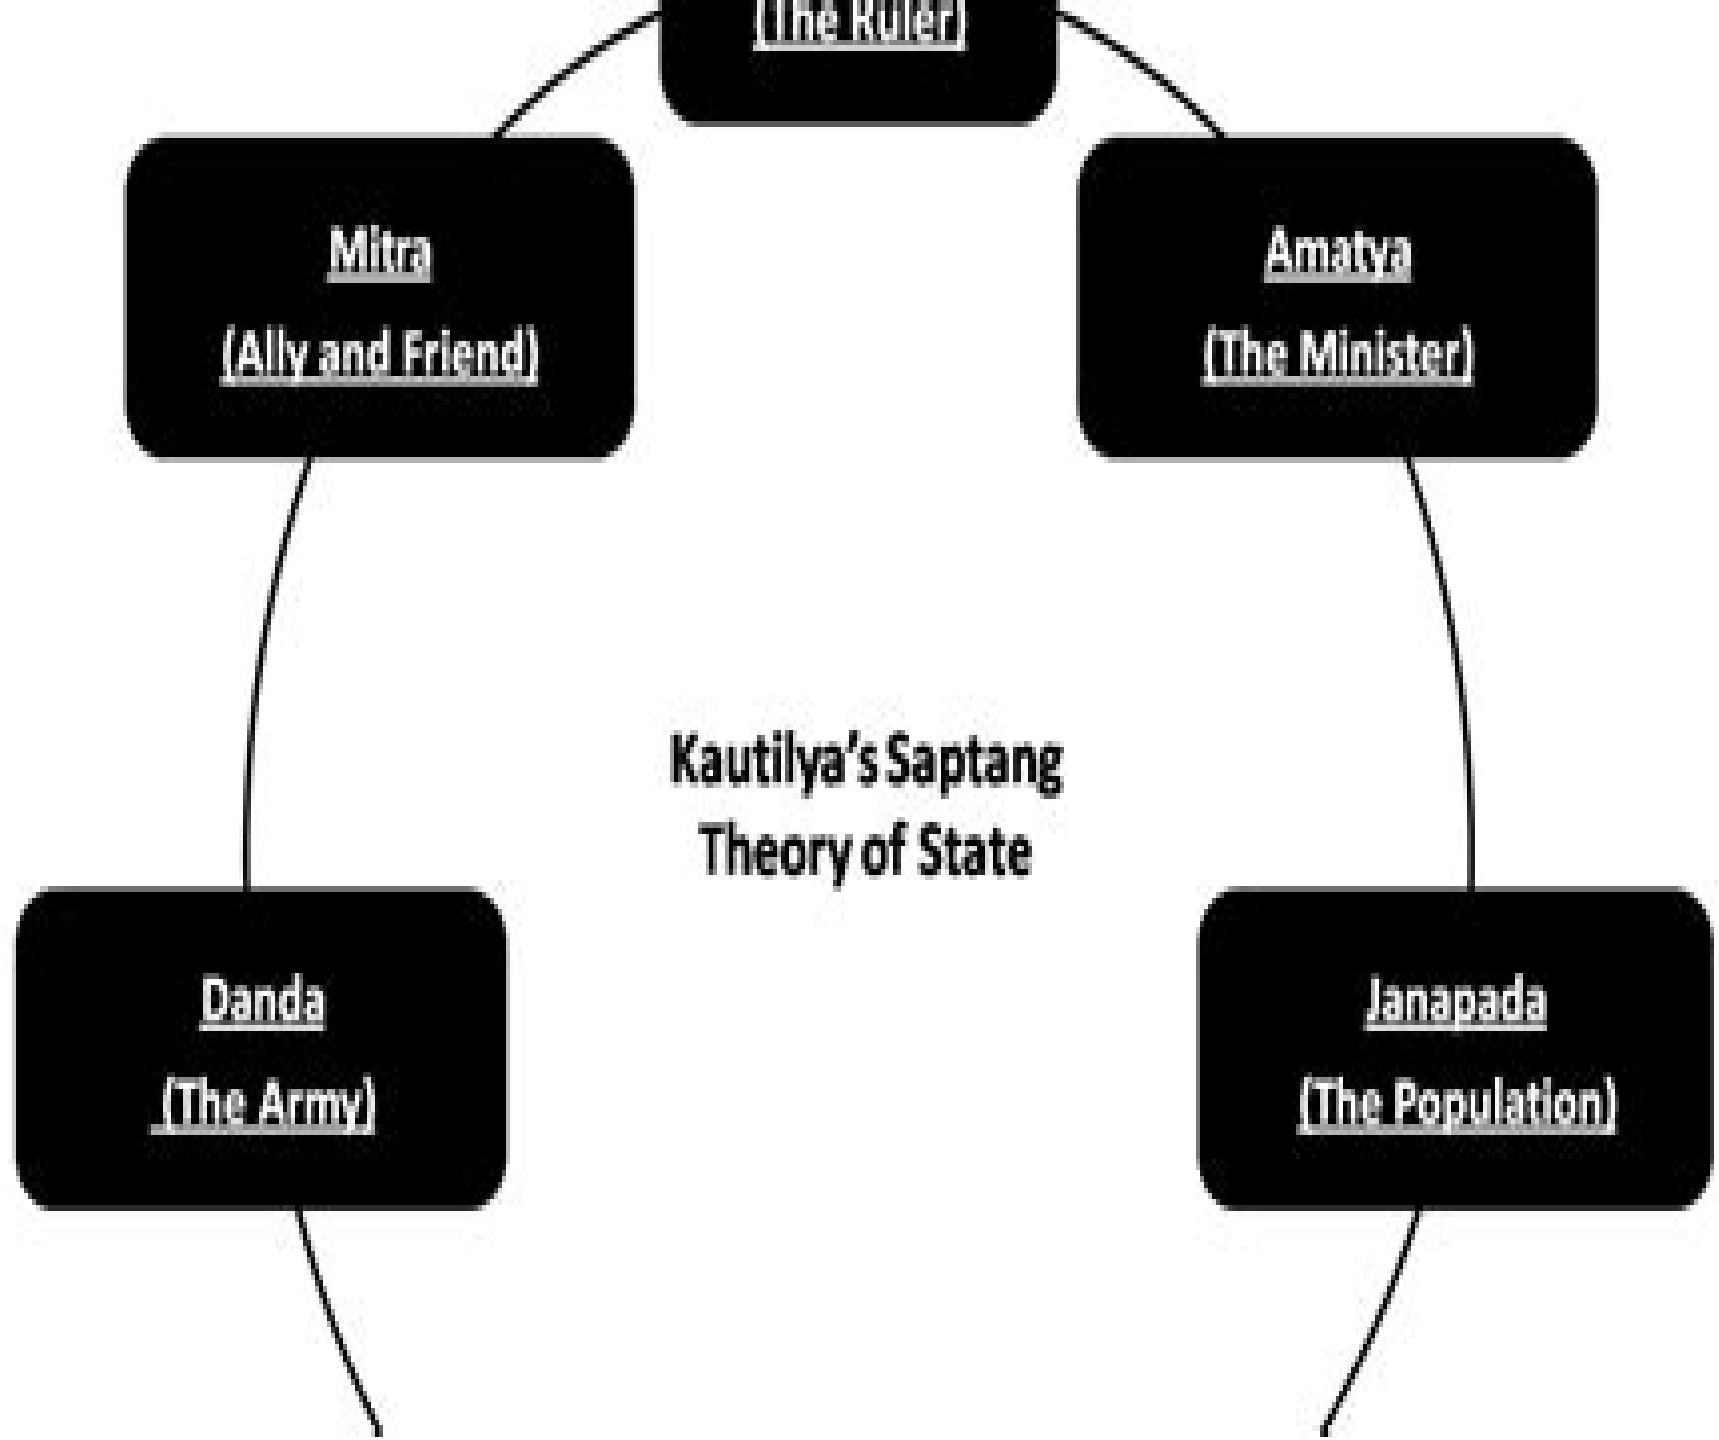 (The Ruler)
Mitra
(Ally and Friend)
Amatya
(The Minister)
Kautilya's Saptang
Theory of State
Danda
(The Army)
Janapada
(The Population)